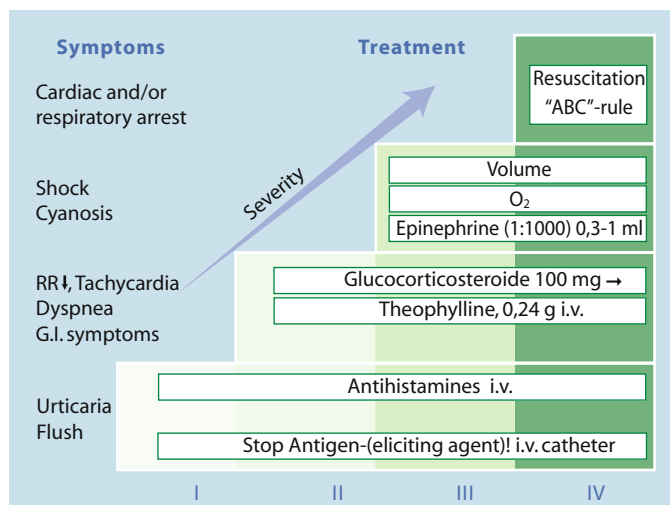 Symptoms
Treatment
Cardiac and/or
respiratory arrest
Resuscitation
“ABC”-rule
Severity
Shock
Cyanosis
Volume
O₂
Epinephrine (1:1000) 0,3-1 ml
RR⬇, Tachycardia
Dyspnea
G.I. symptoms
Glucocorticosteroide 100 mg →
Theophylline, 0,24 g i.v.
Urticaria
Flush
Antihistamines i.v.
Stop Antigen-(eliciting agent)! i.v. catheter
I II III IV